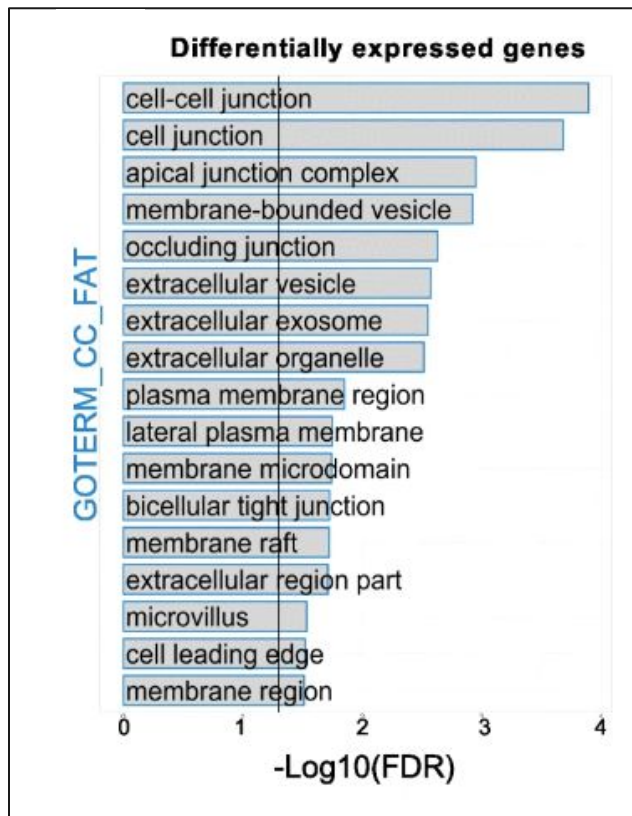 Differentially expressed genes
GOTERM_CC_FAT
cell-cell junction
cell junction
apical junction complex
membrane-bounded vesicle
occluding junction
extracellular vesicle
extracellular exosome
extracellular organelle
plasma membrane region
lateral plasma membrane
membrane microdomain
bicellular tight junction
membrane raft
extracellular region part
microvillus
cell leading edge
membrane region
0 1 2 3 4
-Log10(FDR)